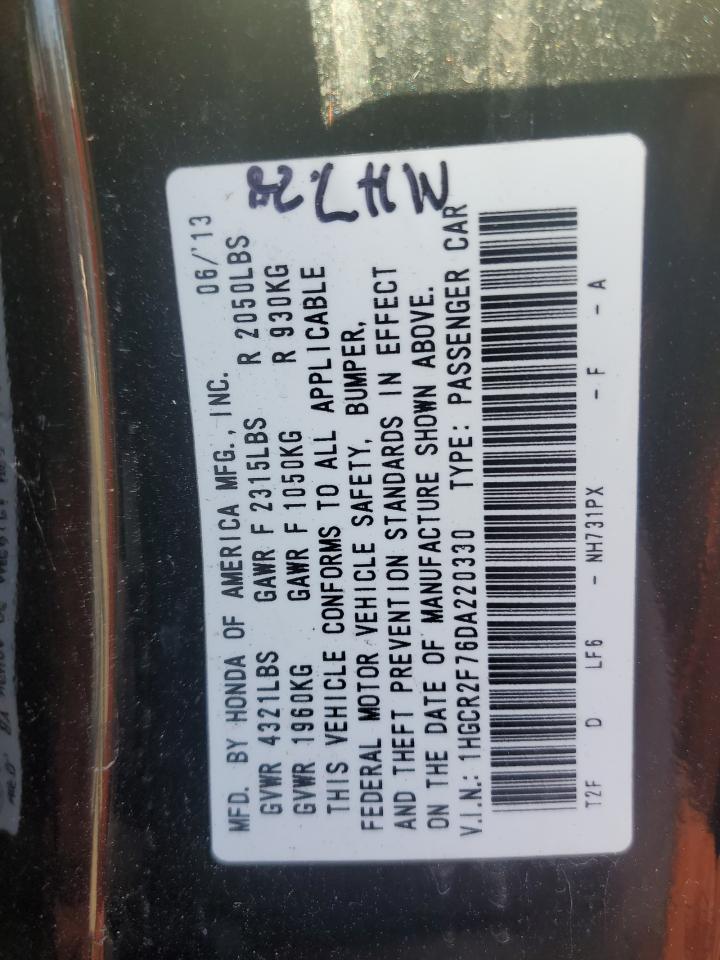 MFD. BY HONDA OF AMERICA MFG., INC. 06/'13
GVWR 4321LBS GAWR F 2315LBS R 2050LBS
GVWR 1960KG GAWR F 1050KG R 930KG
THIS VEHICLE CONFORMS TO ALL APPLICABLE
FEDERAL MOTOR VEHICLE SAFETY, BUMPER,
AND THEFT PREVENTION STANDARDS IN EFFECT
ON THE DATE OF MANUFACTURE SHOWN ABOVE.
V.I.N.: 1HGCR2F76DA220330 TYPE: PASSENGER CAR
T2F D LF6 - NH731PX - F - A